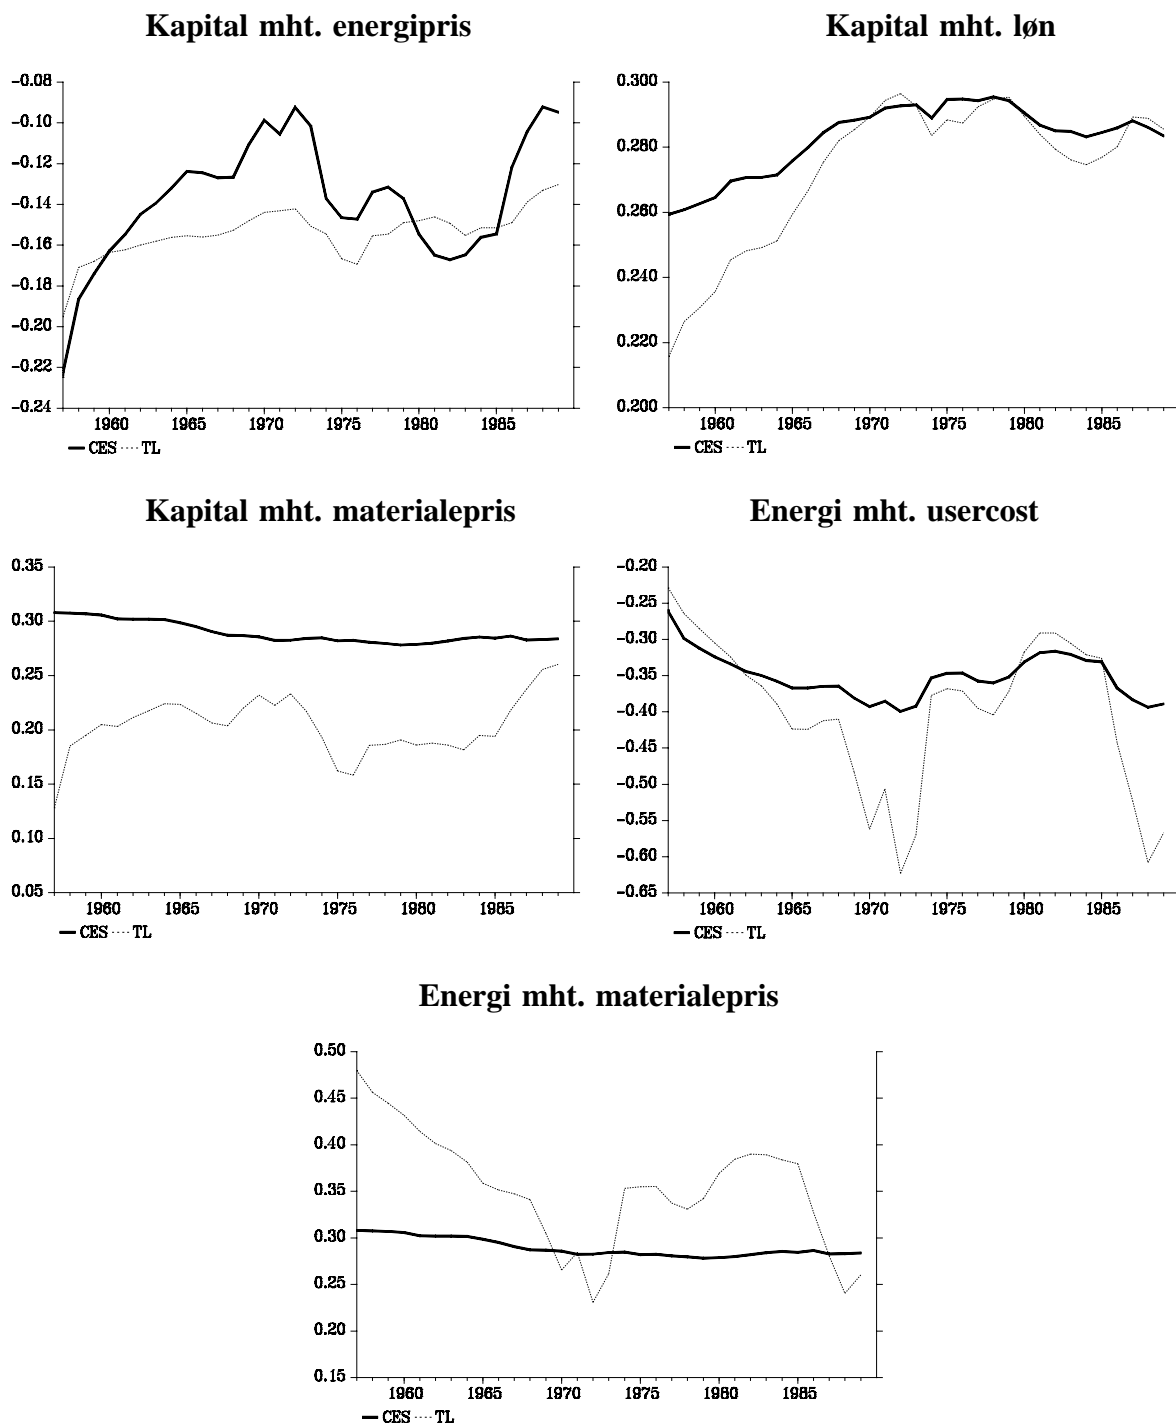 Kapital mht. energipris
-0.08
-0.10
-0.12
-0.14
-0.16
-0.18
-0.20
-0.22
-0.24
1960 1965 1970 1975 1980 1985
CES TL
Kapital mht. løn
0.300
0.280
0.260
0.240
0.220
0.200
1960 1965 1970 1975 1980 1985
CES TL
Kapital mht. materialepris
0.35
0.30
0.25
0.20
0.15
0.10
0.05
1960 1965 1970 1975 1980 1985
CES TL
Energi mht. usercost
-0.20
-0.25
-0.30
-0.35
-0.40
-0.45
-0.50
-0.55
-0.60
-0.65
1960 1965 1970 1975 1980 1985
CES TL
Energi mht. materialepris
0.50
0.45
0.40
0.35
0.30
0.25
0.20
0.15
1960 1965 1970 1975 1980 1985
CES TL